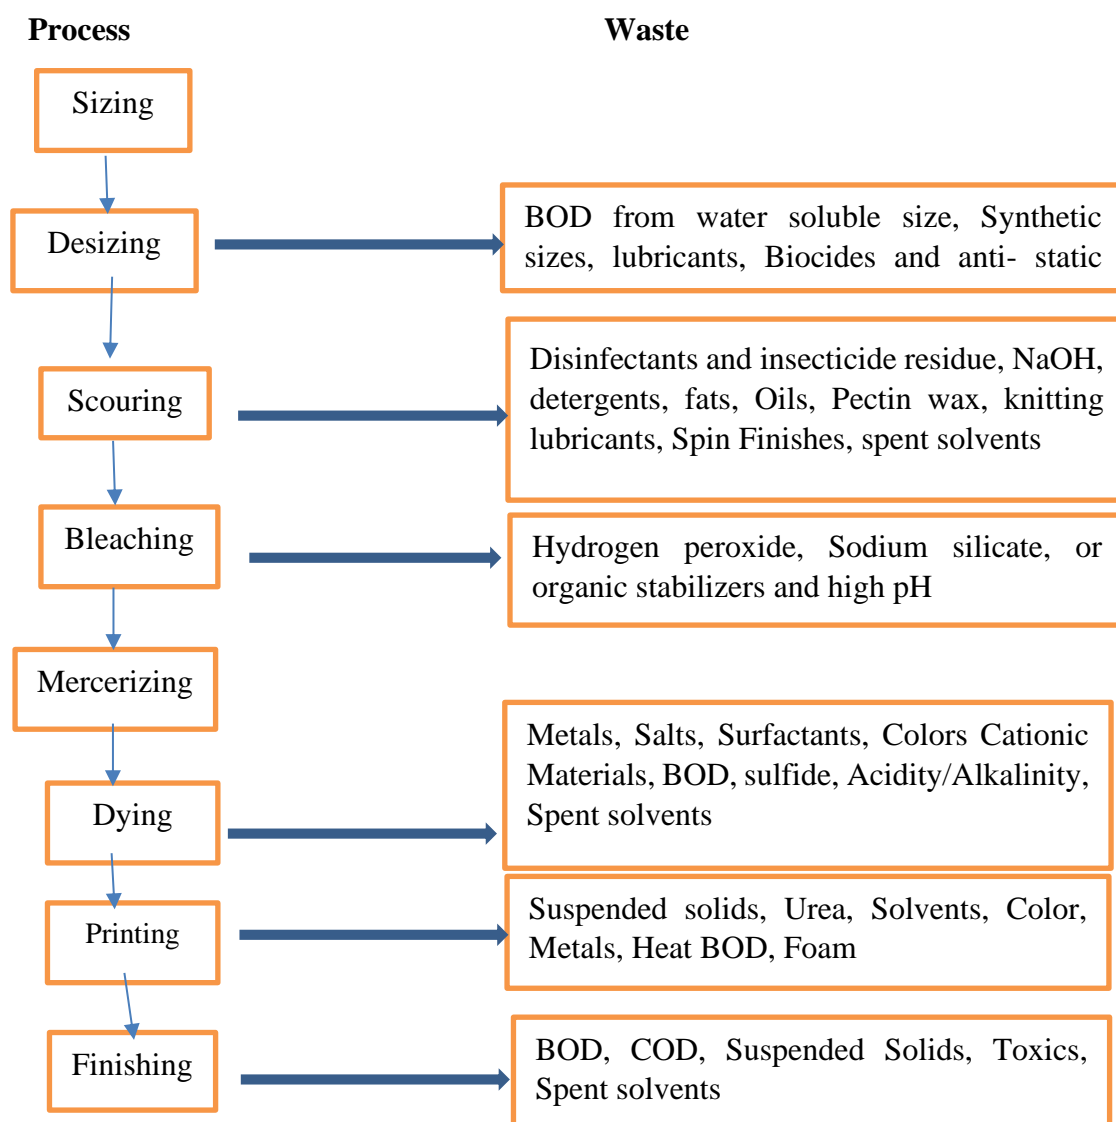 Process
Waste
Sizing
Desizing
BOD from water soluble size, Synthetic
sizes, lubricants, Biocides and anti- static
Scouring
Disinfectants and insecticide residue, NaOH,
detergents, fats, Oils, Pectin wax, knitting
lubricants, Spin Finishes, spent solvents
Bleaching
Hydrogen peroxide, Sodium silicate, or
organic stabilizers and high pH
Mercerizing
Dying
Metals, Salts, Surfactants, Colors Cationic
Materials, BOD, sulfide, Acidity/Alkalinity,
Spent solvents
Printing
Suspended solids, Urea, Solvents, Color,
Metals, Heat BOD, Foam
Finishing
BOD, COD, Suspended Solids, Toxics,
Spent solvents